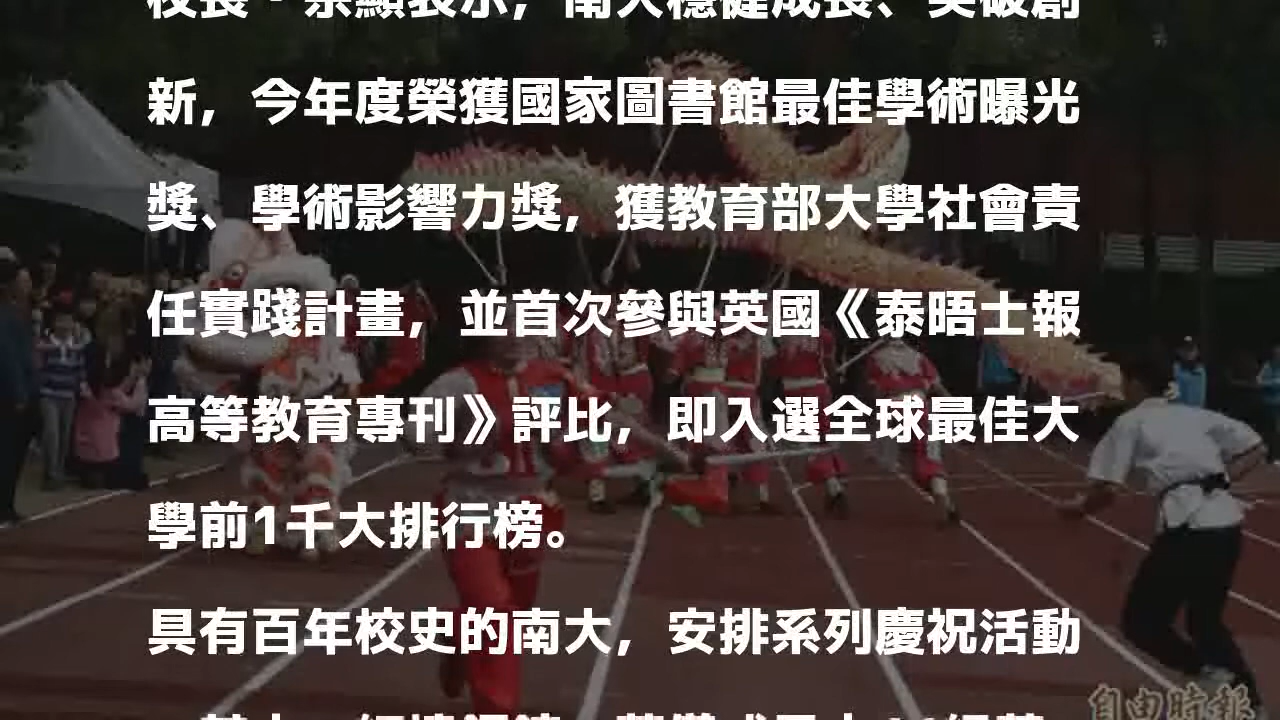 新，今年度榮獲國家圖書館最佳學術曝光
獎、學術影響力獎，獲教育部大學社會責
任實踐計畫，並首次參與英國《泰晤士報
高等教育專刊》評比，即入選全球最佳大
學前1千大排行榜。
具有百年校史的南大，安排系列慶祝活動
自由時報